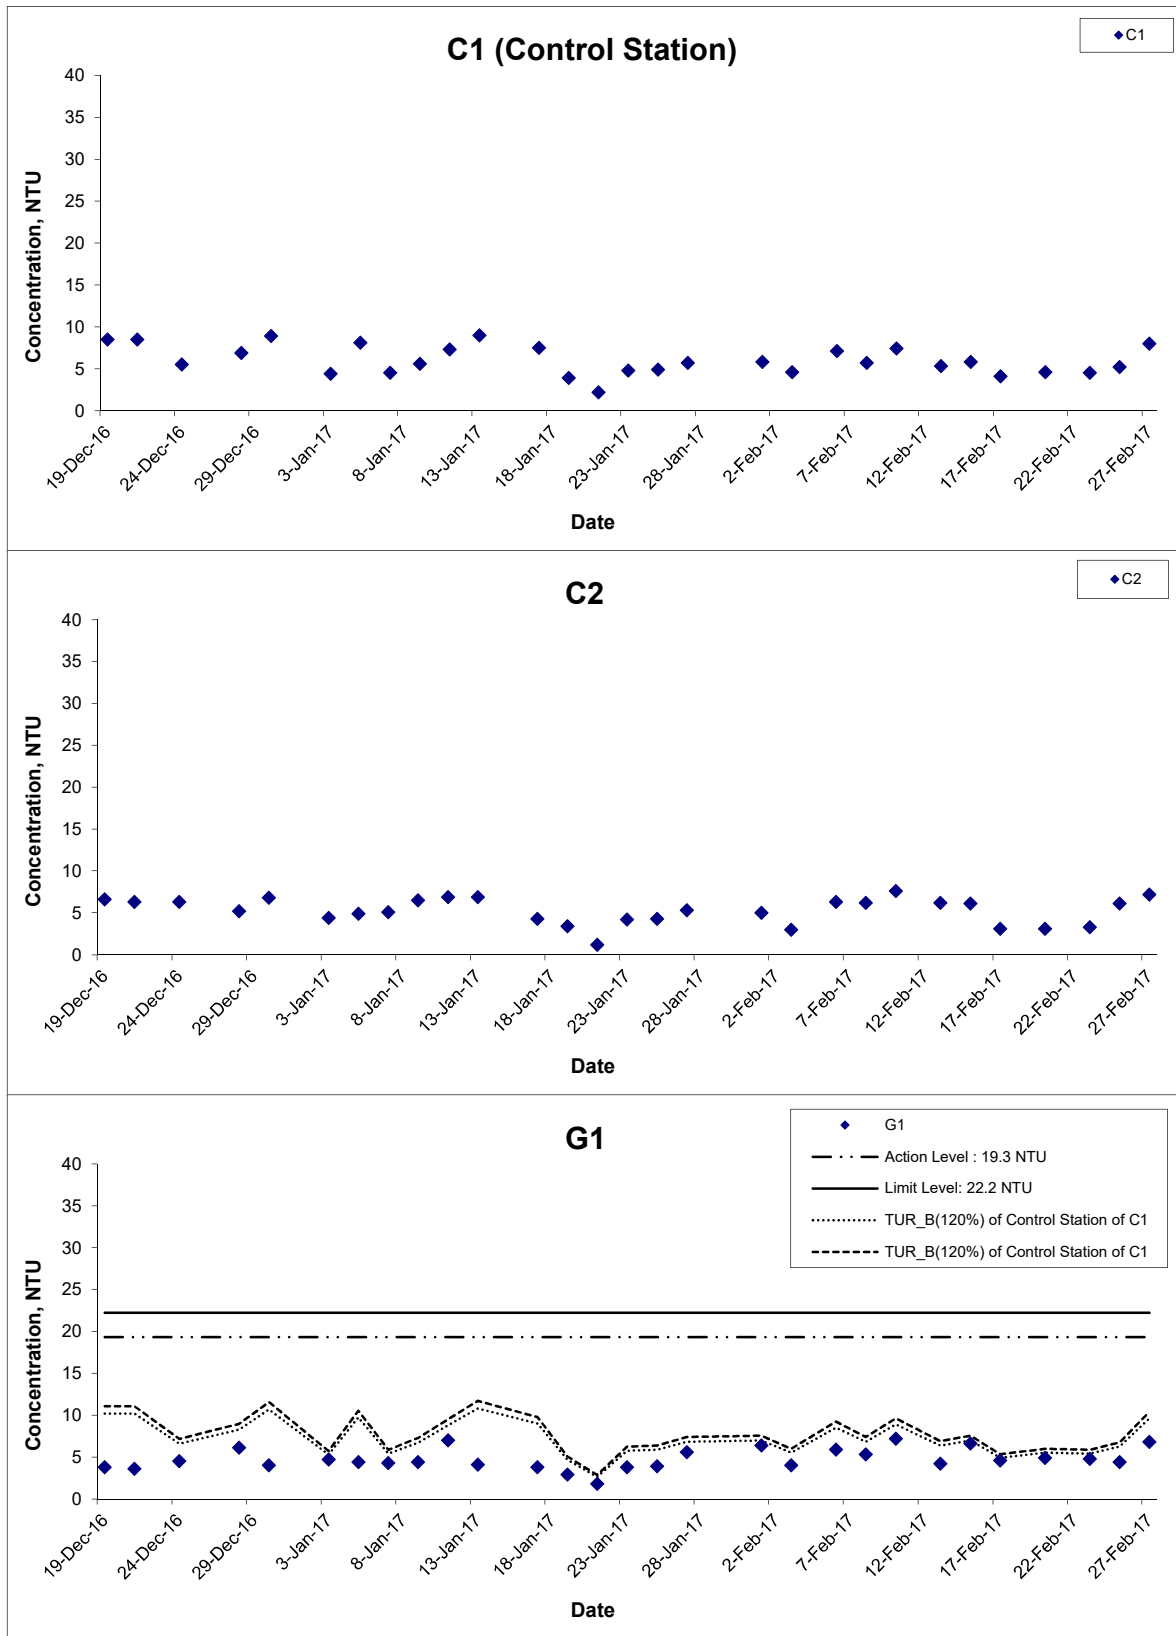 C1 (Control Station)
C1
Concentration, NTU
40
35
30
25
20
15
10
5
0
19-Dec-16
24-Dec-16
29-Dec-16
3-Jan-17
8-Jan-17
13-Jan-17
18-Jan-17
23-Jan-17
28-Jan-17
2-Feb-17
7-Feb-17
12-Feb-17
17-Feb-17
22-Feb-17
27-Feb-17
Date
C2
C2
Concentration, NTU
40
35
30
25
20
15
10
5
0
19-Dec-16
24-Dec-16
29-Dec-16
3-Jan-17
8-Jan-17
13-Jan-17
18-Jan-17
23-Jan-17
28-Jan-17
2-Feb-17
7-Feb-17
12-Feb-17
17-Feb-17
22-Feb-17
27-Feb-17
Date
G1
G1
Action Level : 19.3 NTU
Limit Level: 22.2 NTU
TUR_B(120%) of Control Station of C1
TUR_B(120%) of Control Station of C1
Concentration, NTU
40
35
30
25
20
15
10
5
0
19-Dec-16
24-Dec-16
29-Dec-16
3-Jan-17
8-Jan-17
13-Jan-17
18-Jan-17
23-Jan-17
28-Jan-17
2-Feb-17
7-Feb-17
12-Feb-17
17-Feb-17
22-Feb-17
27-Feb-17
Date